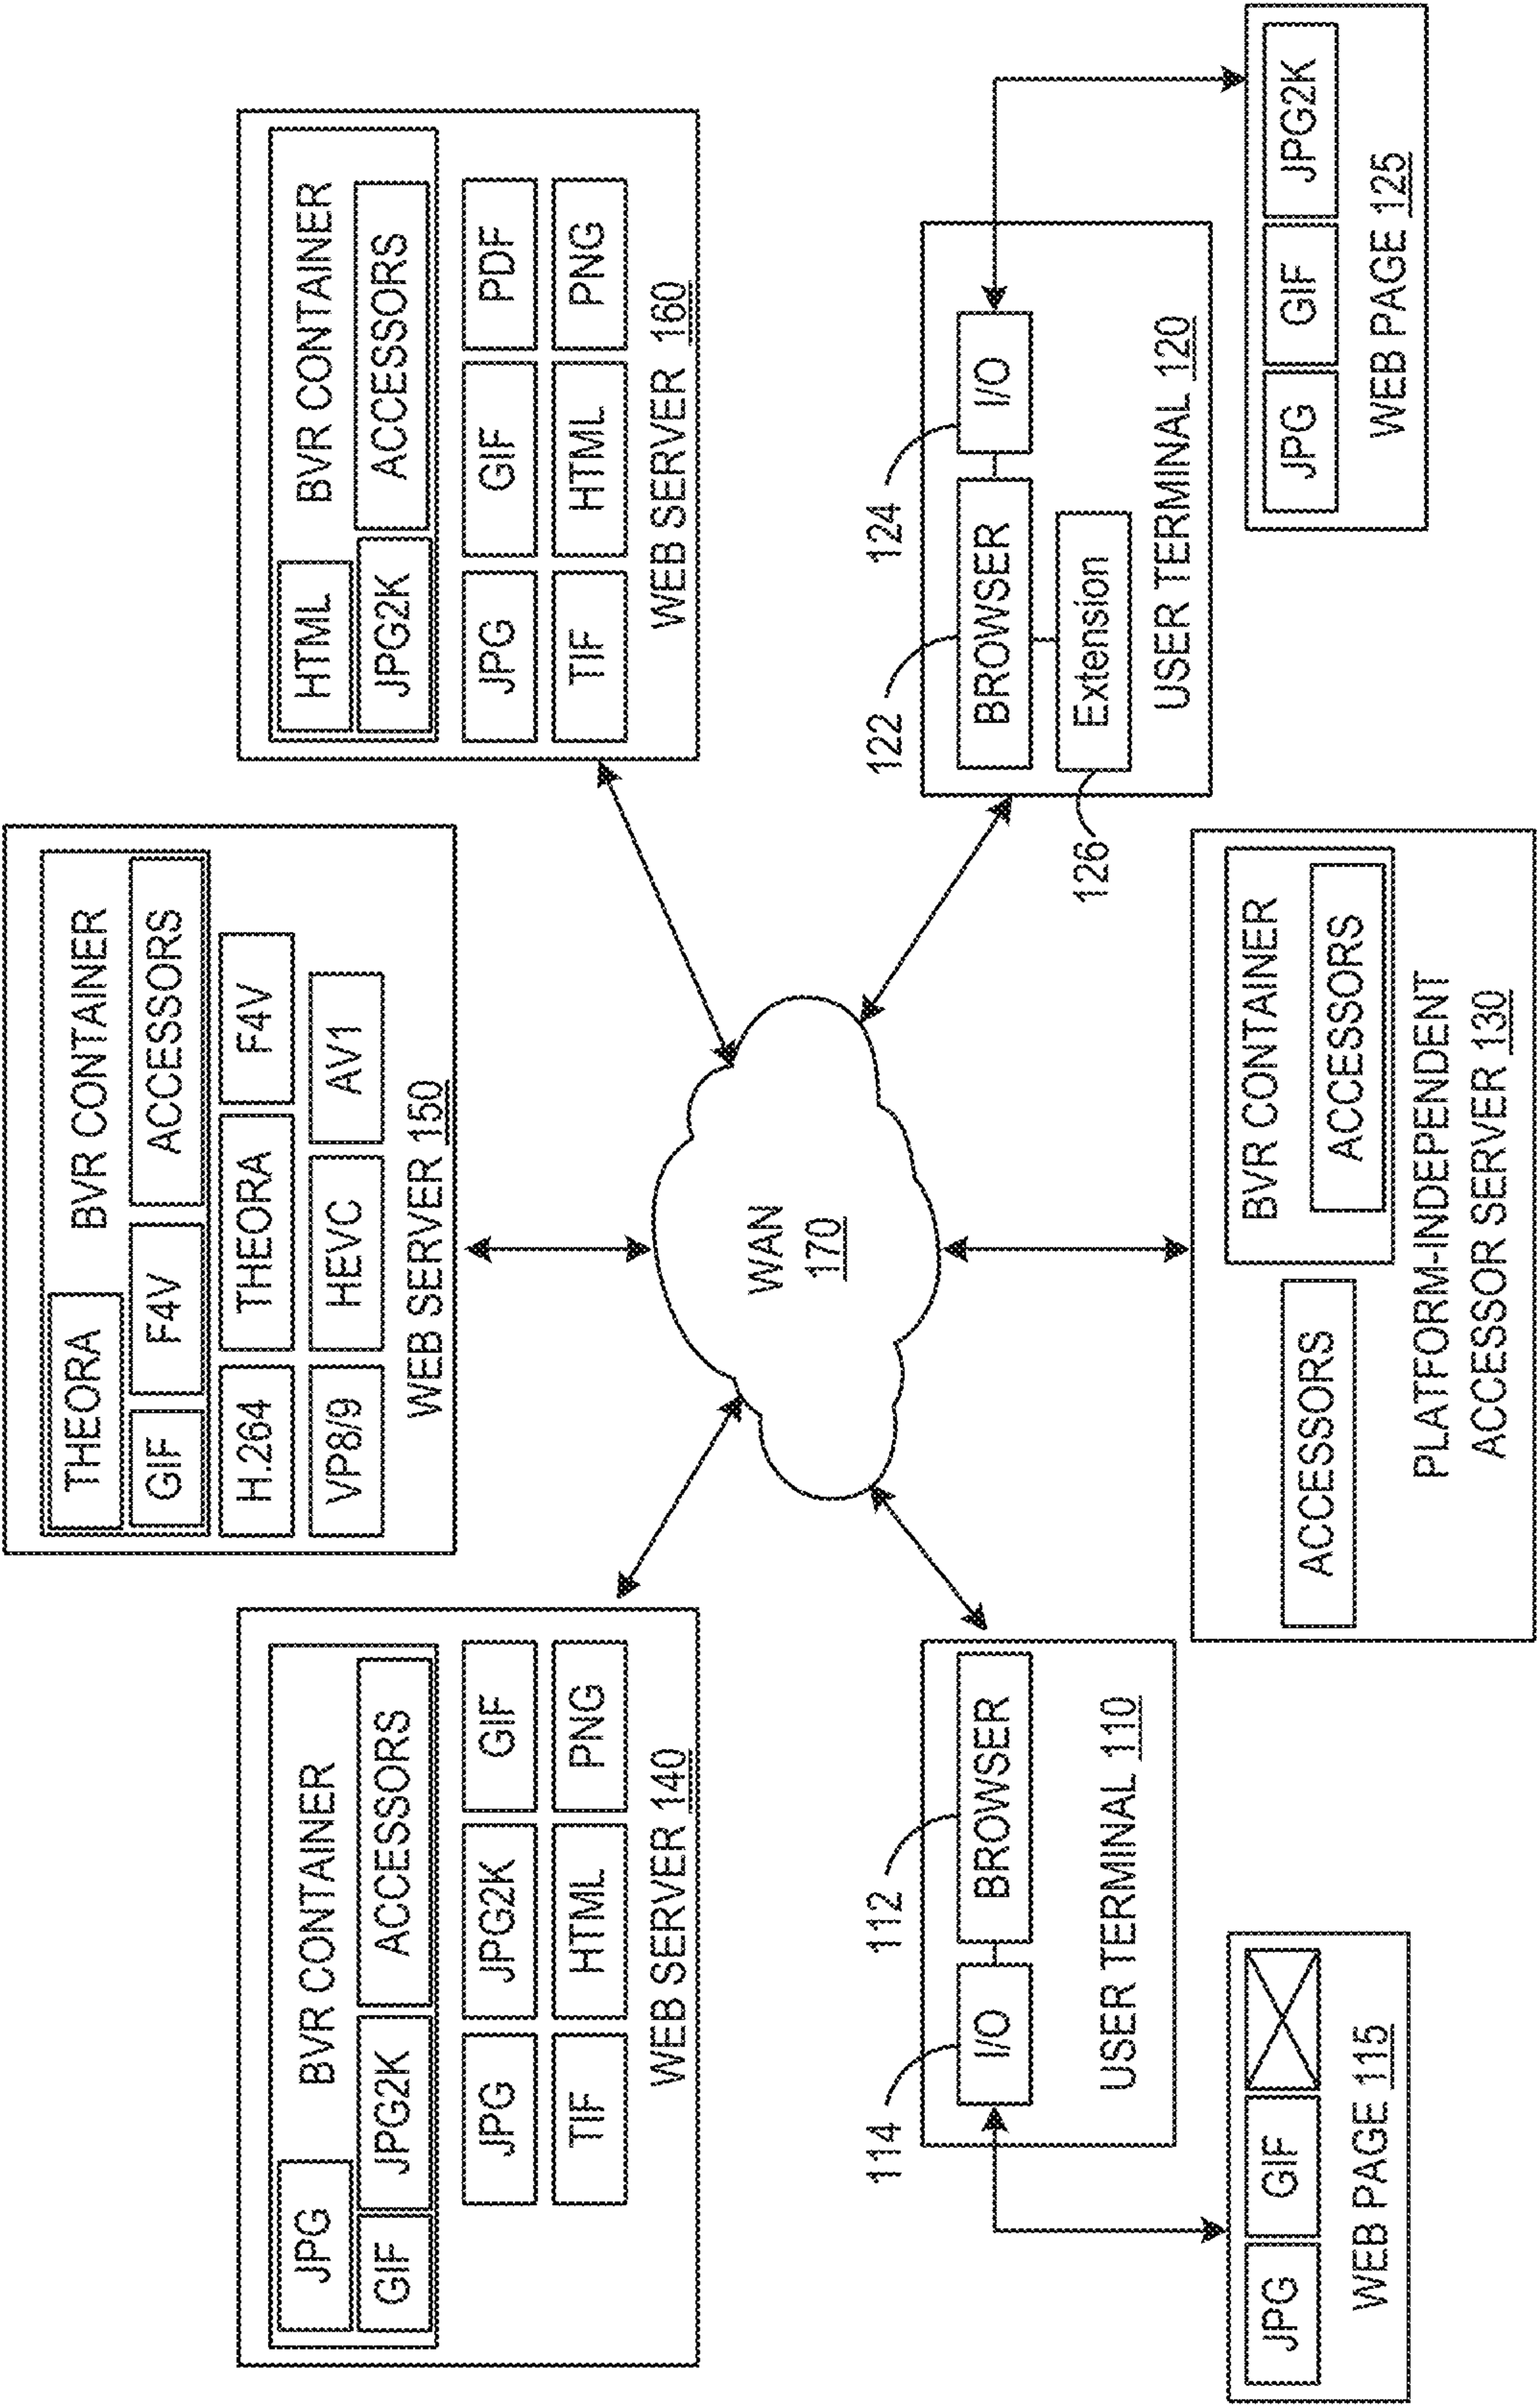 JPG
BVR CONTAINER
GIF
JPG2K
ACCESSORS
JPG
JPG2K
GIF
TIF
HTML
PNG
WEB SERVER 140
THEORA
BVR CONTAINER
GIF
F4V
ACCESSORS
H.264
THEORA
F4V
VP8/9
HEVC
AV1
WEB SERVER 150
HTML
BVR CONTAINER
JPG2K
ACCESSORS
JPG
GIF
PDF
TIF
HTML
PNG
WEB SERVER 160
WAN
170
114
112
I/O
BROWSER
USER TERMINAL 110
JPG
GIF
WEB PAGE 115
ACCESSORS
BVR CONTAINER
ACCESSORS
PLATFORM-INDEPENDENT
ACCESSOR SERVER 130
122
124
BROWSER
I/O
Extension
126
USER TERMINAL 120
JPG
GIF
JPG2K
WEB PAGE 125